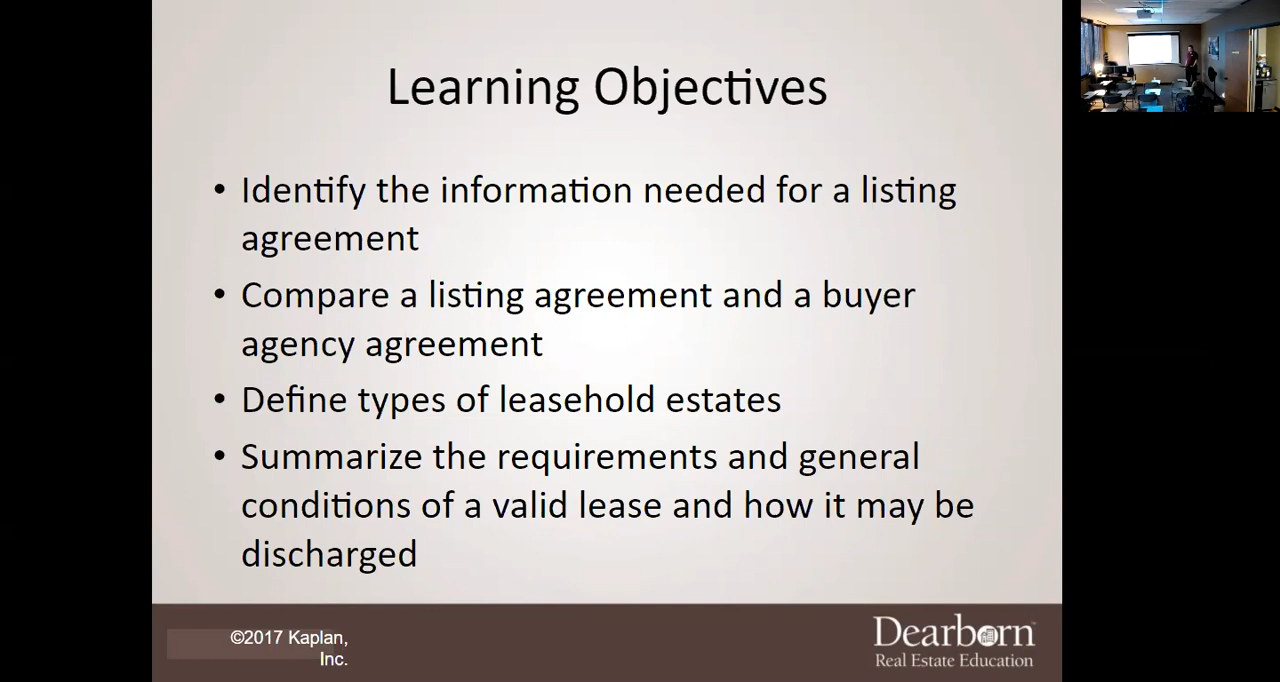 Learning Objectives
• Identify the information needed for a listing
agreement
• Compare a listing agreement and a buyer
agency agreement
• Define types of leasehold estates
• Summarize the requirements and general
conditions of a valid lease and how it may be
discharged
©2017 Kaplan,
Inc.
Dearborn™
Real Estate Education